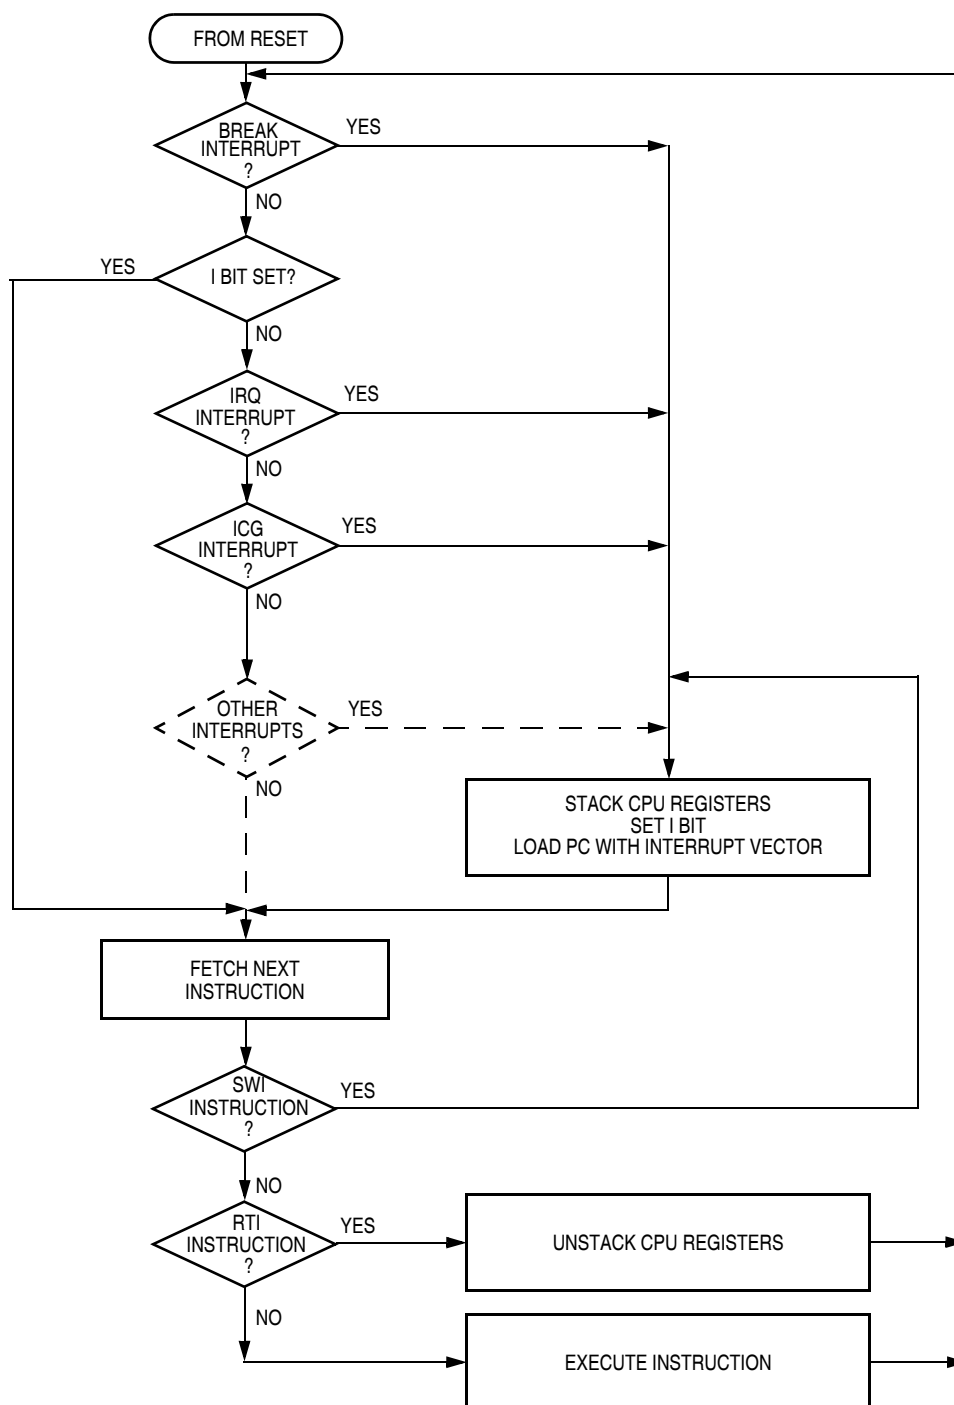 FROM RESET
BREAK
INTERRUPT
?
YES
NO
I BIT SET?
YES
NO
IRQ
INTERRUPT
?
YES
NO
ICG
INTERRUPT
?
YES
NO
OTHER
INTERRUPTS
?
YES
NO
STACK CPU REGISTERS
SET I BIT
LOAD PC WITH INTERRUPT VECTOR
FETCH NEXT
INSTRUCTION
SWI
INSTRUCTION
?
YES
NO
RTI
INSTRUCTION
?
YES
UNSTACK CPU REGISTERS
NO
EXECUTE INSTRUCTION